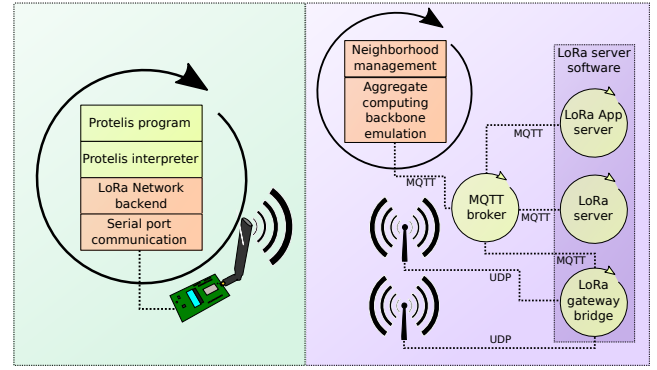 Protelis program
Protelis interpreter
LoRa Network
backend
Serial port
communication
Neighborhood
management
Aggregate
computing
backbone
emulation
MQTT
MQTT
broker
LoRa server
software
LoRa App
server
MQTT
LoRa
server
MQTT
MQTT
LoRa
gateway
bridge
UDP
UDP